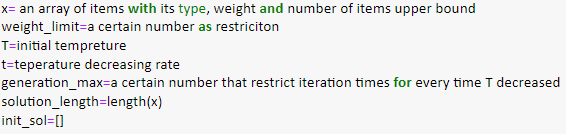 x= an array of items with its type, weight and number of items upper bound
weight_limit=a certain number as restriciton
T=initial tempreture
t=teperature decreasing rate
generation_max=a certain number that restrict iteration times for every time T decreased
solution_length=length(x)
init_sol=[]